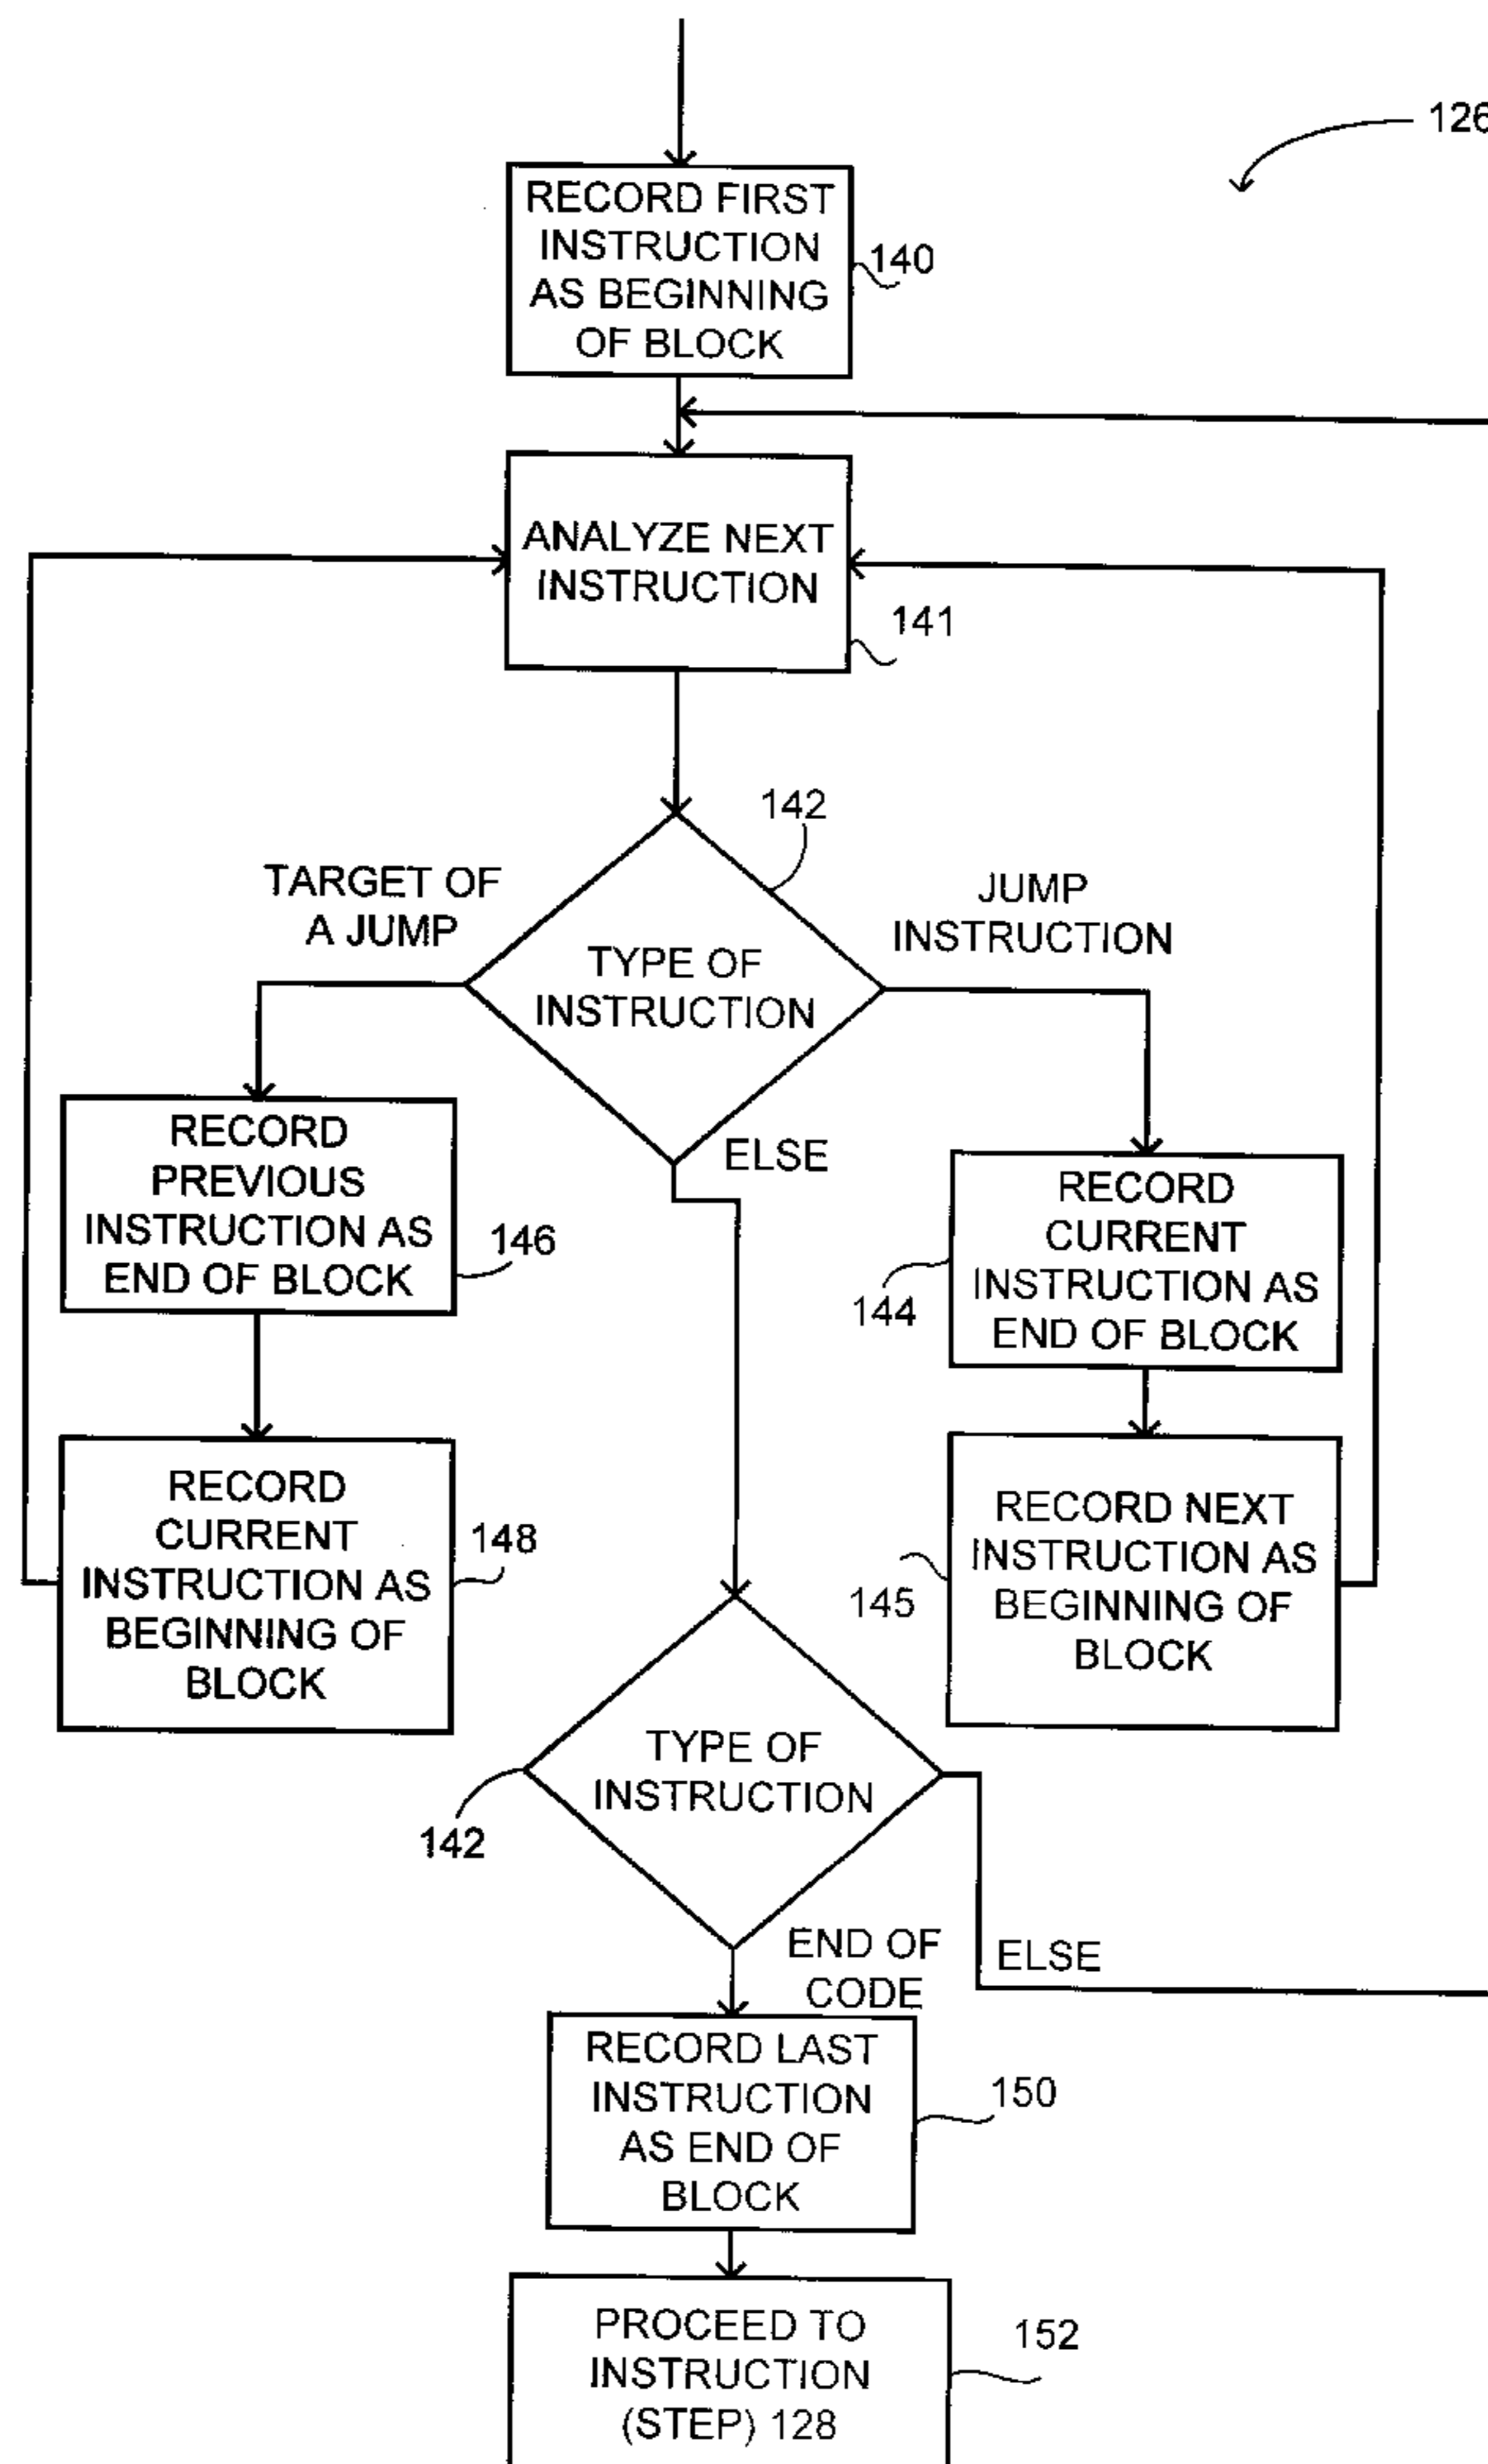 126
RECORD FIRST
INSTRUCTION
AS BEGINNING
OF BLOCK
140
ANALYZE NEXT
INSTRUCTION
141
142
TARGET OF
A JUMP
JUMP
INSTRUCTION
TYPE OF
INSTRUCTION
ELSE
RECORD
PREVIOUS
INSTRUCTION AS
END OF BLOCK
146
RECORD
CURRENT
INSTRUCTION AS
END OF BLOCK
144
RECORD
CURRENT
INSTRUCTION AS
BEGINNING OF
BLOCK
148
RECORD NEXT
INSTRUCTION AS
BEGINNING OF
BLOCK
145
TYPE OF
INSTRUCTION
142
END OF
CODE
ELSE
RECORD LAST
INSTRUCTION
AS END OF
BLOCK
150
PROCEED TO
INSTRUCTION
(STEP) 128
152